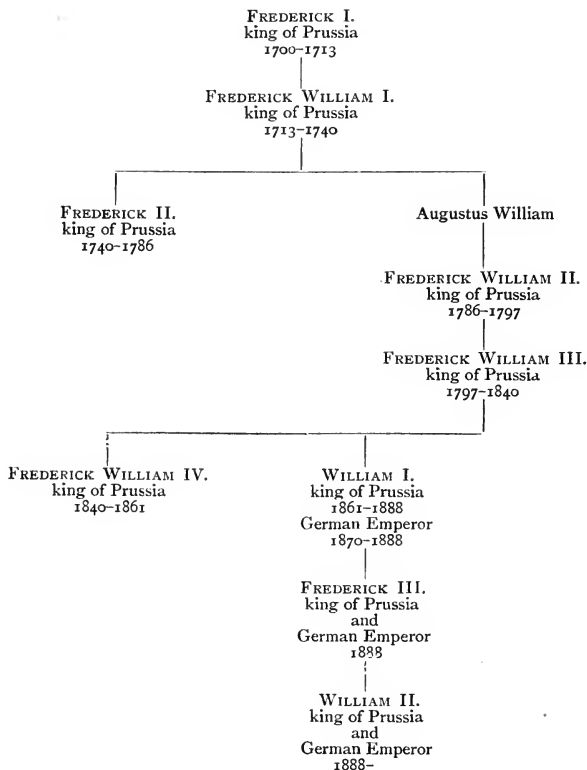 FREDERICK I.
king of Prussia
1700–1713
FREDERICK WILLIAM I.
king of Prussia
1713–1740
FREDERICK II.
king of Prussia
1740–1786
Augustus William
FREDERICK WILLIAM II.
king of Prussia
1786–1797
FREDERICK WILLIAM III.
king of Prussia
1797–1840
FREDERICK WILLIAM IV.
king of Prussia
1840–1861
WILLIAM I.
king of Prussia
1861–1888
German Emperor
1870–1888
FREDERICK III.
king of Prussia
and
German Emperor
1888
WILLIAM II.
king of Prussia
and
German Emperor
1888–